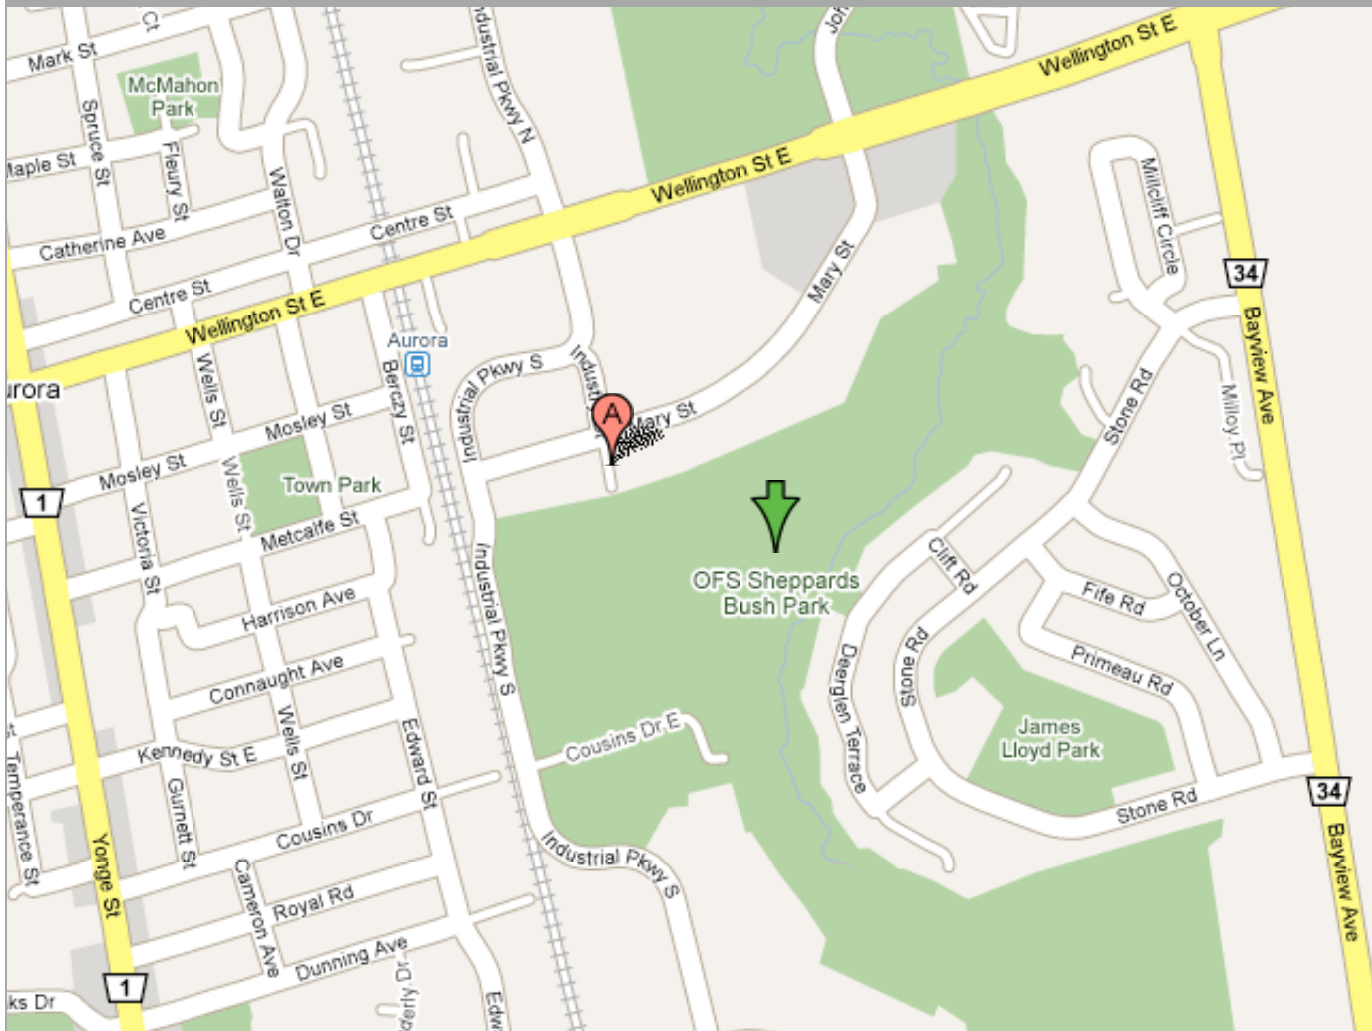 Ct
Mark St
McMahon
Park
Spruce St
Maple St
Fleury St
Walton Dr
Industrial Pkwy N
Wellington St E
Wellington St E
Catherine Ave
Centre St
Centre St
Wellington St E
Mary St
Millcliff Circle
34
Bayview Ave
Aurora
Wells St
Berczy St
Industrial Pkwy S
A
Mary St
Stone Rd
Milloy Pl
Mosley St
Mosley St
Wells St
Town Park
1
Victoria St
Metcalfe St
Industrial Pkwy S
OFS Sheppards
Bush Park
Clift Rd
Fife Rd
October Ln
Harrison Ave
Connaught Ave
Stone Rd
Deerglen Terrace
Primeau Rd
Wells St
Edward St
Cousins Dr E
James
Lloyd Park
Kennedy St E
Temperance St
Gurnett St
34
Stone Rd
Cousins Dr
Yonge St
Industrial Pkwy S
Bayview Ave
Cameron Ave
Royal Rd
Dunning Ave
1
ks Dr
Edw